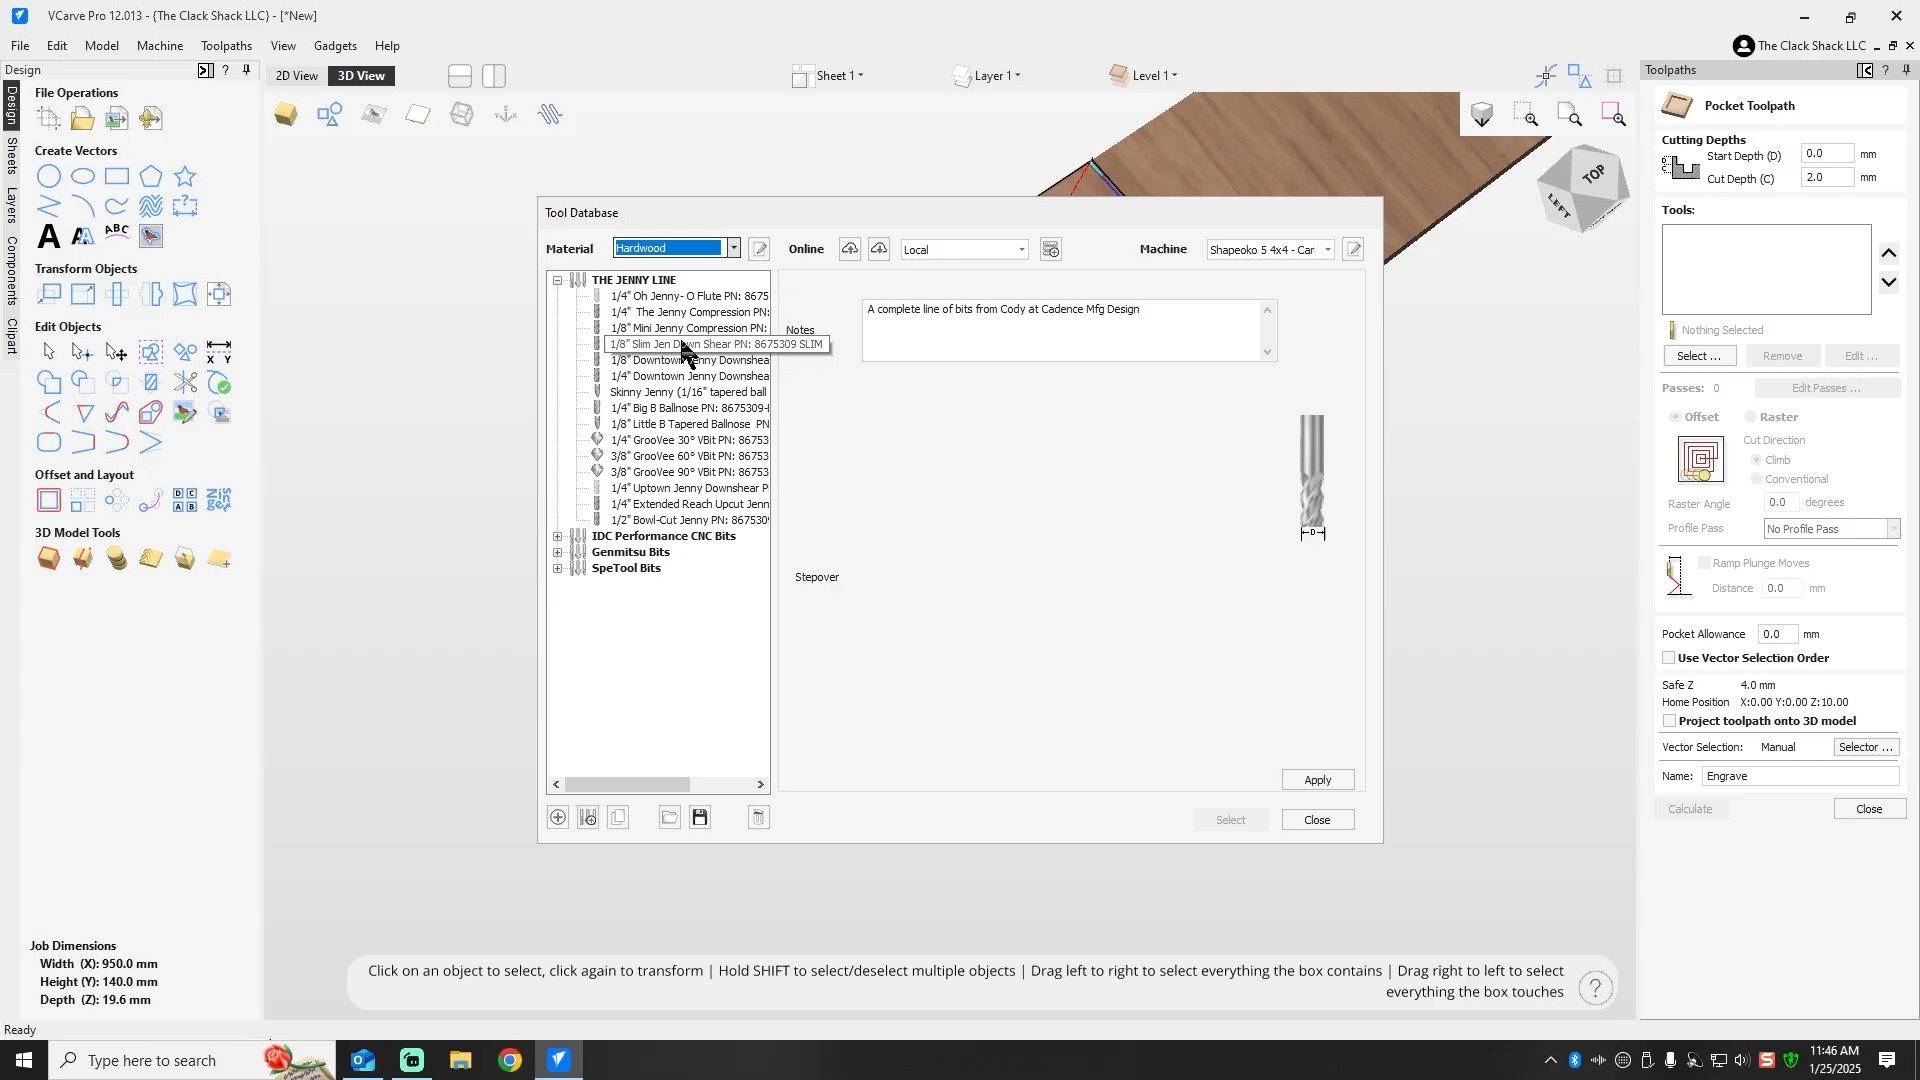 VCarve Pro 12.013 - {The Clack Shack LLC} - [*New]
File Edit Model Machine Toolpaths View Gadgets Help
The Clack Shack LLC
Design
2D View 3D View
Sheet 1
Layer 1
Level 1
Toolpaths
Design
Sheets
Layers
Components
Clipart
File Operations
Create Vectors
Transform Objects
Edit Objects
Offset and Layout
3D Model Tools
Job Dimensions
Width (X): 950.0 mm
Height (Y): 140.0 mm
Depth (Z): 19.6 mm
Ready
TOP
LEFT
Tool Database
Material Hardwood
Online Local
Machine Shapeoko 5 4x4 - Car
THE JENNY LINE
1/4" Oh Jenny- O Flute PN: 8675
1/4" The Jenny Compression PN:
1/8" Mini Jenny Compression PN:
1/8" Slim Jen Down Shear PN: 8675309 SLIM
1/8" Downtown Jenny Downshea
1/4" Downtown Jenny Downshea
Skinny Jenny (1/16" tapered ball
1/4" Big B Ballnose PN: 8675309-
1/8" Little B Tapered Ballnose PN
1/4" GrooVee 30º VBit PN: 86753
3/8" GrooVee 60º VBit PN: 86753
3/8" GrooVee 90º VBit PN: 86753
1/4" Uptown Jenny Downshear P
1/4" Extended Reach Upcut Jenn
1/2" Bowl-Cut Jenny PN: 867530
IDC Performance CNC Bits
Genmitsu Bits
SpeTool Bits
Notes
A complete line of bits from Cody at Cadence Mfg Design
D
Stepover
Apply
Select
Close
Click on an object to select, click again to transform | Hold SHIFT to select/deselect multiple objects | Drag left to right to select everything the box contains | Drag right to left to select
everything the box touches
Pocket Toolpath
Cutting Depths
Start Depth (D) 0.0 mm
Cut Depth (C) 2.0 mm
Tools:
Nothing Selected
Select ... Remove Edit ...
Passes: 0 Edit Passes ...
Offset Raster
Cut Direction
Climb
Conventional
Raster Angle 0.0 degrees
Profile Pass No Profile Pass
Ramp Plunge Moves
Distance 0.0 mm
Pocket Allowance 0.0 mm
Use Vector Selection Order
Safe Z 4.0 mm
Home Position X:0.00 Y:0.00 Z:10.00
Project toolpath onto 3D model
Vector Selection: Manual Selector ...
Name: Engrave
Calculate Close
Type here to search
11:46 AM
1/25/2025